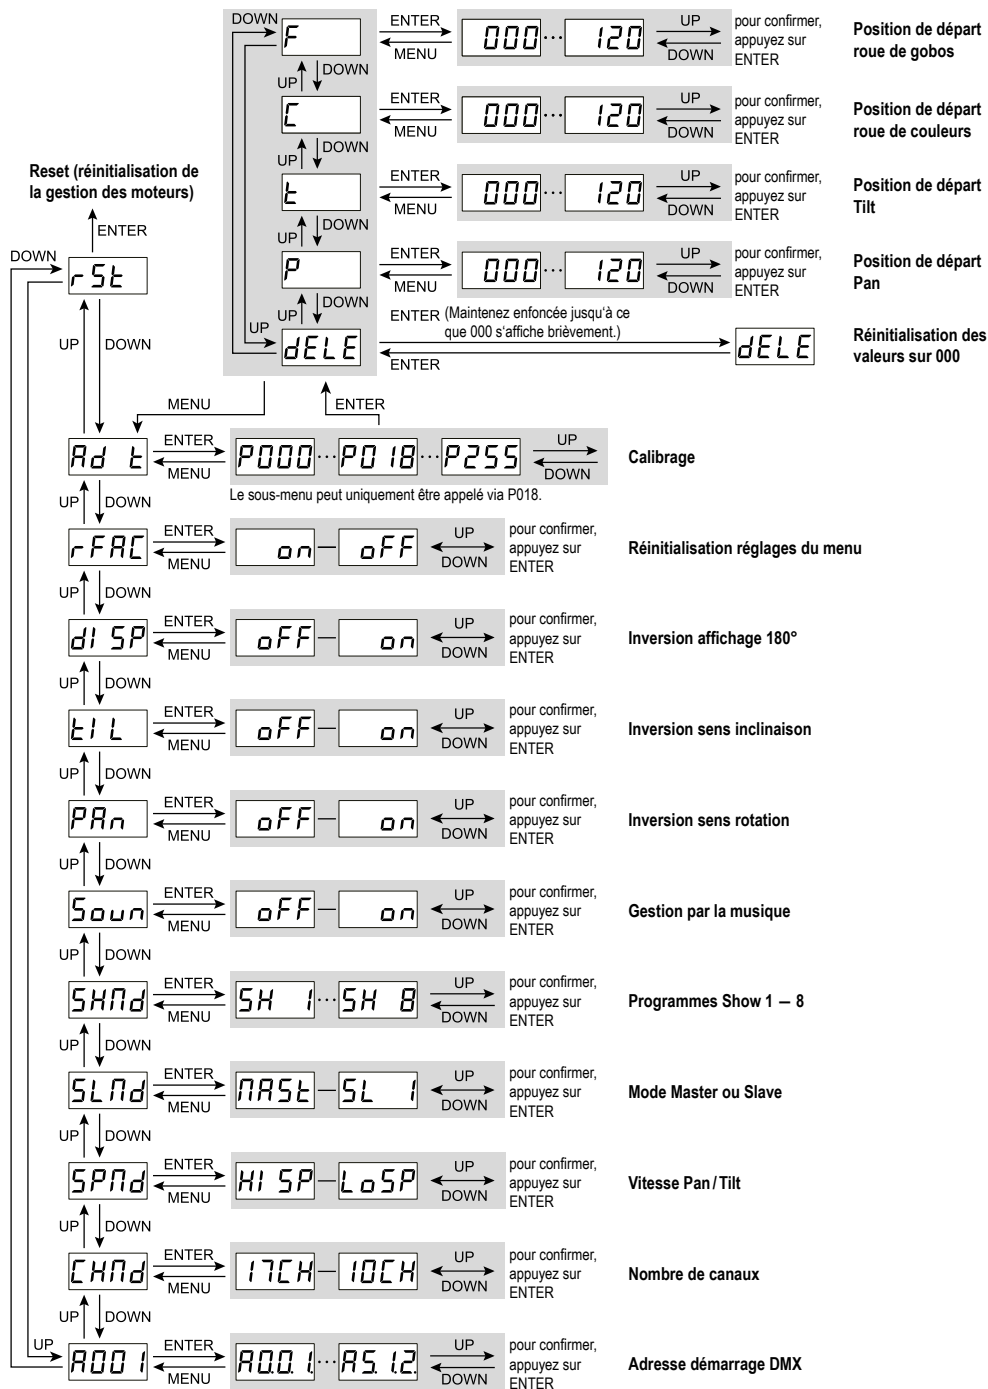 DOWN
F
ENTER
MENU
000 ... 120
UP
DOWN
pour confirmer,
appuyez sur
ENTER
Position de départ
roue de gobos
UP
DOWN
C
ENTER
MENU
000 ... 120
UP
DOWN
pour confirmer,
appuyez sur
ENTER
Position de départ
roue de couleurs
UP
DOWN
t
ENTER
MENU
000 ... 120
UP
DOWN
pour confirmer,
appuyez sur
ENTER
Position de départ
Tilt
UP
DOWN
P
ENTER
MENU
000 ... 120
UP
DOWN
pour confirmer,
appuyez sur
ENTER
Position de départ
Pan
UP
DOWN
UP
dELE
ENTER (Maintenez enfoncée jusqu‘à ce
que 000 s‘affiche brièvement.)
ENTER
dELE
Réinitialisation des
valeurs sur 000
Reset (réinitialisation de
la gestion des moteurs)
ENTER
DOWN
rSt
UP
DOWN
MENU
ENTER
Ad t
ENTER
MENU
P000 ... P018 ... P255
UP
DOWN
Calibrage
Le sous-menu peut uniquement être appelé via P018.
UP
DOWN
rFAC
ENTER
MENU
on – oFF
UP
DOWN
pour confirmer,
appuyez sur
ENTER
Réinitialisation réglages du menu
UP
DOWN
dI SP
ENTER
MENU
oFF – on
UP
DOWN
pour confirmer,
appuyez sur
ENTER
Inversion affichage 180°
UP
DOWN
tI L
ENTER
MENU
oFF – on
UP
DOWN
pour confirmer,
appuyez sur
ENTER
Inversion sens inclinaison
UP
DOWN
PAn
ENTER
MENU
oFF – on
UP
DOWN
pour confirmer,
appuyez sur
ENTER
Inversion sens rotation
UP
DOWN
Soun
ENTER
MENU
oFF – on
UP
DOWN
pour confirmer,
appuyez sur
ENTER
Gestion par la musique
UP
DOWN
SHMd
ENTER
MENU
SH 1 ... SH 8
UP
DOWN
pour confirmer,
appuyez sur
ENTER
Programmes Show 1 – 8
UP
DOWN
SLMd
ENTER
MENU
MASt – SL 1
UP
DOWN
pour confirmer,
appuyez sur
ENTER
Mode Master ou Slave
UP
DOWN
SPMd
ENTER
MENU
HI SP – LoSP
UP
DOWN
pour confirmer,
appuyez sur
ENTER
Vitesse Pan / Tilt
UP
DOWN
CHMd
ENTER
MENU
17CH – 10CH
UP
DOWN
pour confirmer,
appuyez sur
ENTER
Nombre de canaux
UP
DOWN
UP
A001
ENTER
MENU
A.0.0.1. ... A.5.1.2.
UP
DOWN
pour confirmer,
appuyez sur
ENTER
Adresse démarrage DMX